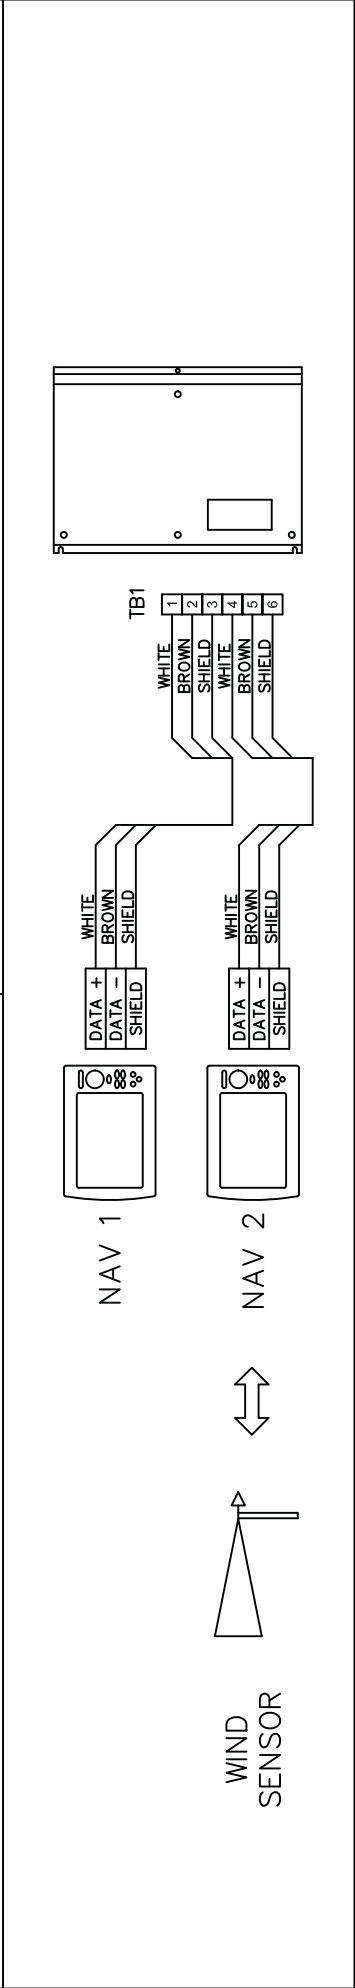 WIND
SENSOR
NAV 1
DATA +
DATA -
SHIELD
WHITE
BROWN
SHIELD
NAV 2
DATA +
DATA -
SHIELD
WHITE
BROWN
SHIELD
WHITE
BROWN
SHIELD
WHITE
BROWN
SHIELD
TB1
1
2
3
4
5
6